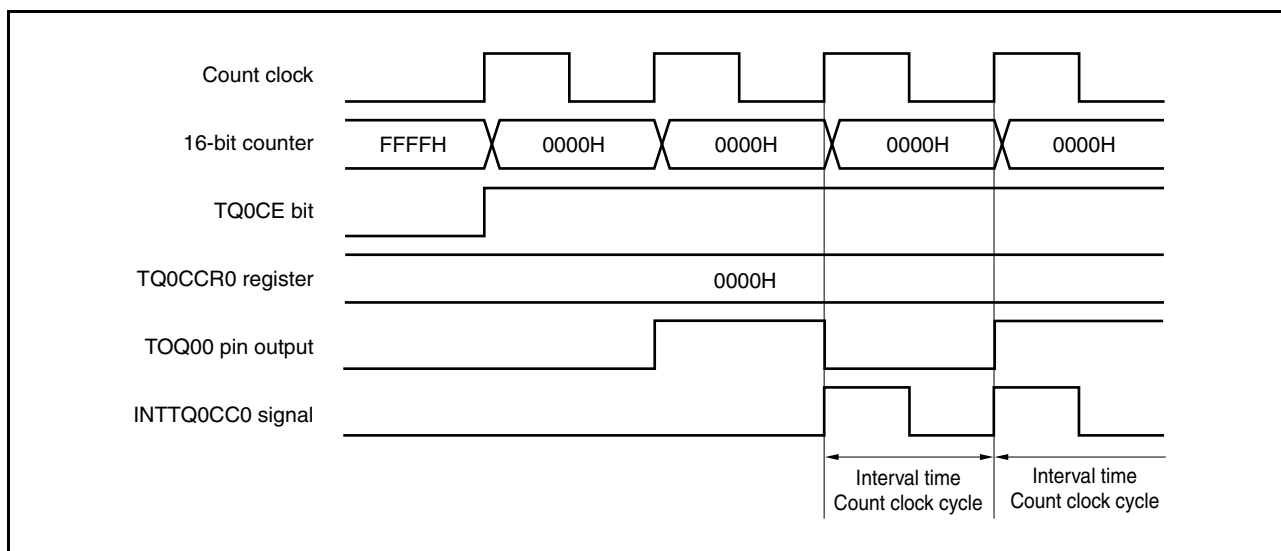 Count clock
16-bit counter
FFFFH
0000H
0000H
0000H
0000H
TQ0CE bit
TQ0CCR0 register
0000H
TOQ00 pin output
INTTQ0CC0 signal
Interval time
Count clock cycle
Interval time
Count clock cycle